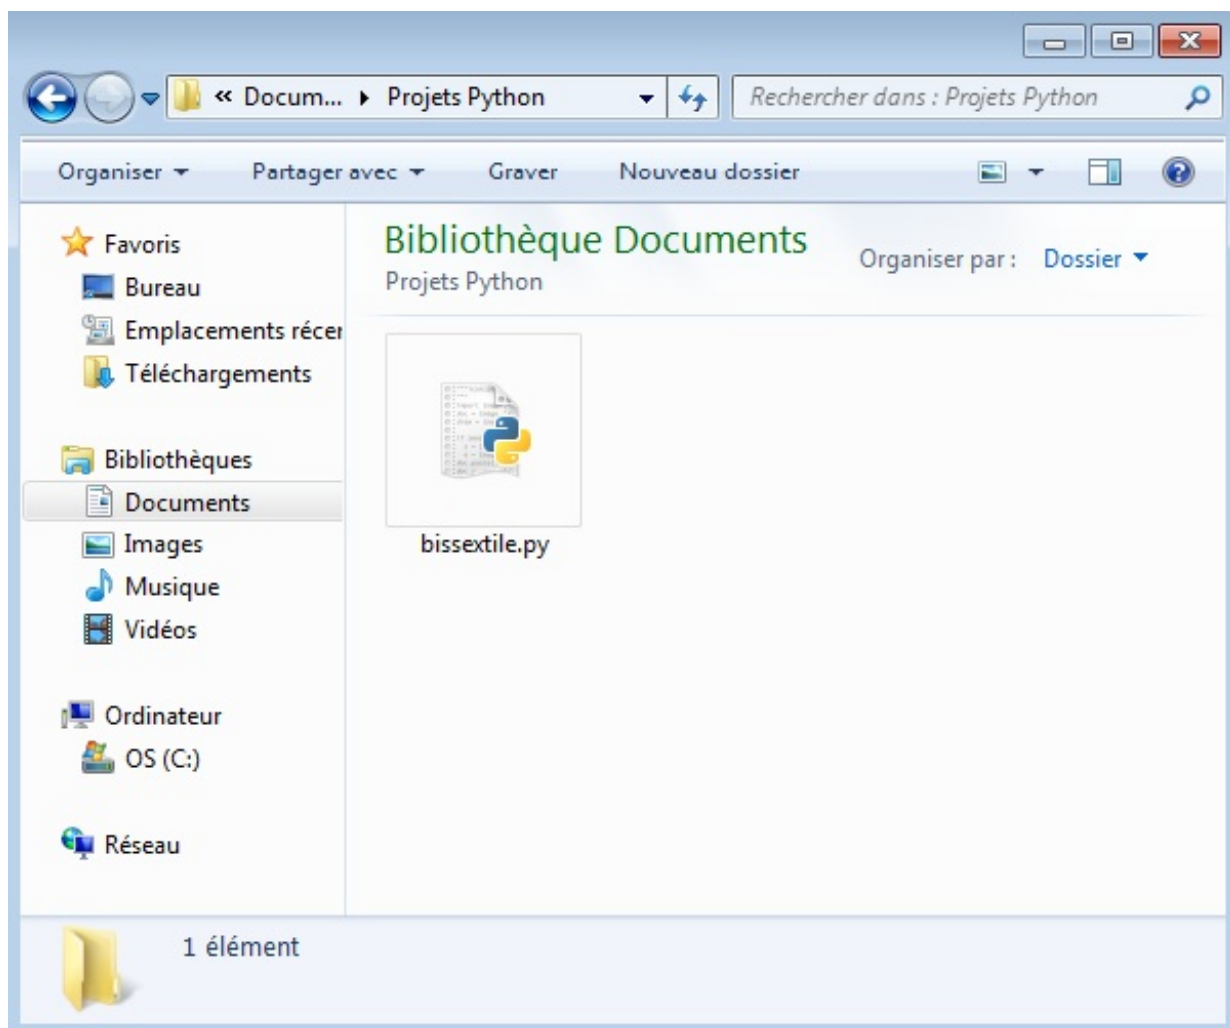 « Docum... Projets Python
Rechercher dans : Projets Python
Organiser Partager avec Graver Nouveau dossier
Favoris
Bureau
Emplacements récer
Téléchargements
Bibliothèques
Documents
Images
Musique
Vidéos
Ordinateur
OS (C:)
Réseau
Bibliothèque Documents
Projets Python
Organiser par : Dossier
bissextile.py
1 élément